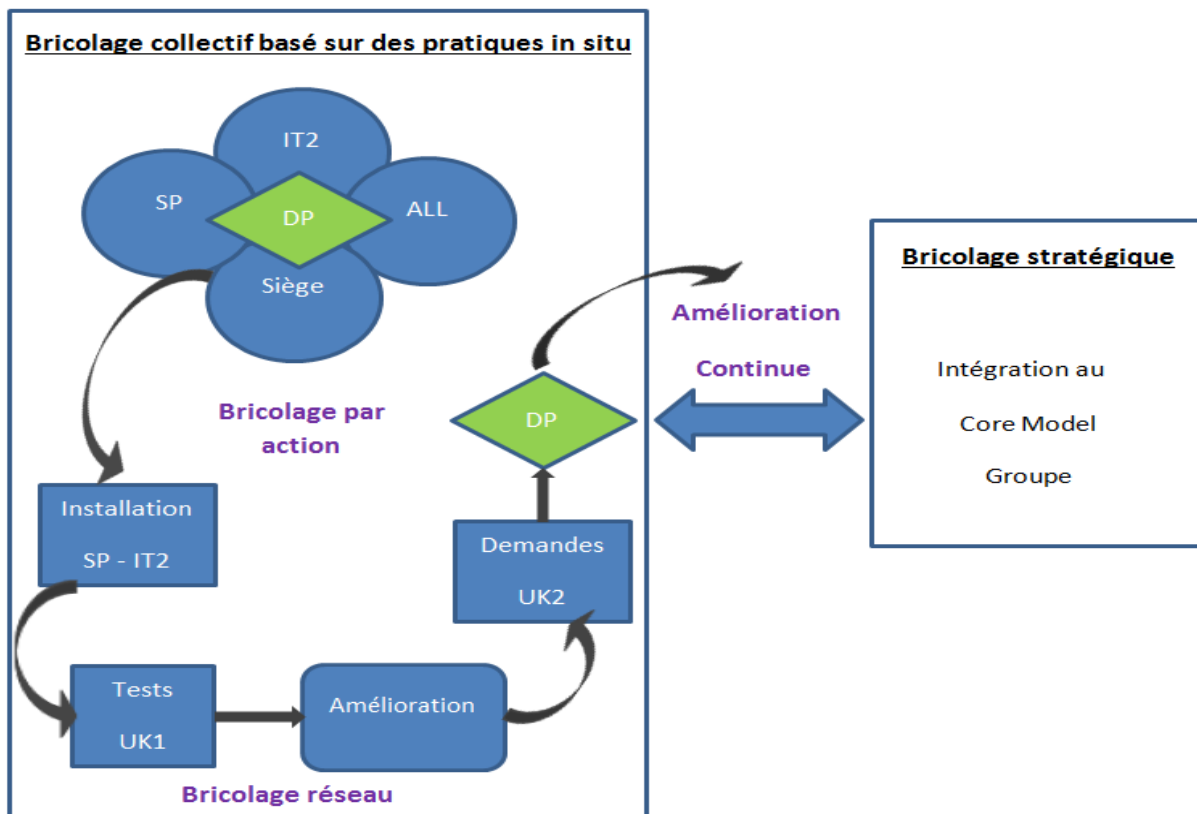 Bricolage collectif basé sur des pratiques in situ
IT2
SP
DP
ALL
Siège
Bricolage par
action
Installation
SP - IT2
Tests
UK1
Amélioration
Bricolage réseau
Demandes
UK2
DP
Amélioration
Continue
Bricolage stratégique
Intégration au
Core Model
Groupe